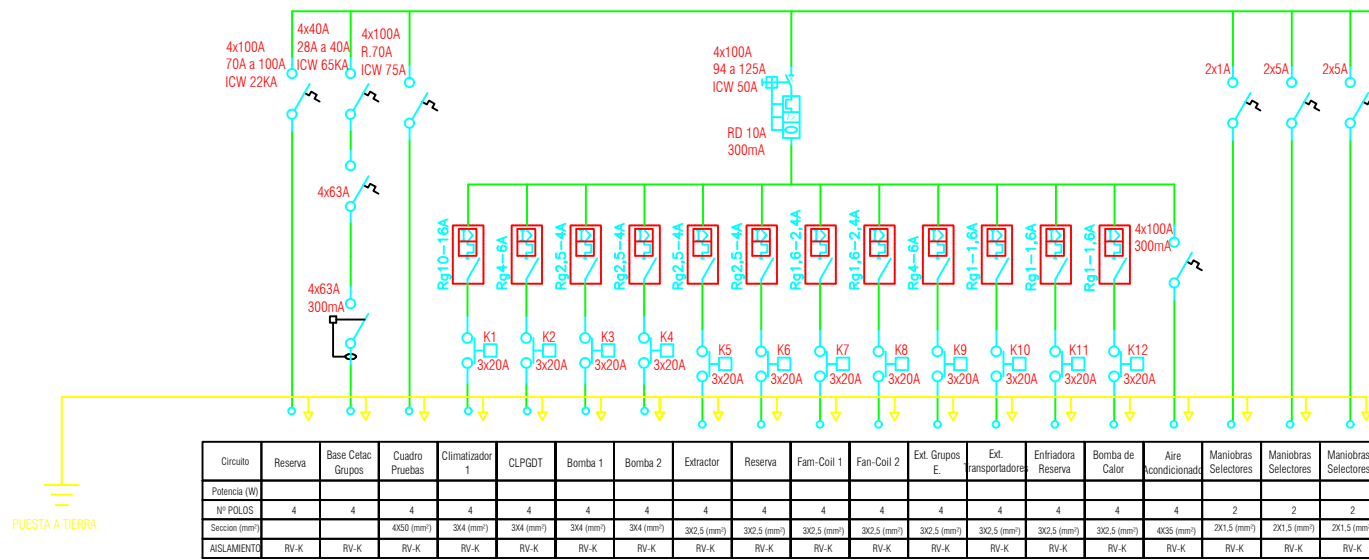 4x100A
70A a 100A
ICW 22KA
4x40A
28A a 40A
ICW 65KA
4x100A
R.70A
ICW 75A
4x63A
4x63A
300mA
4x100A
94 a 125A
ICW 50A
RD 10A
300mA
2x1A
2x5A
2x5A
Rg10-16A
Rg4-6A
Rg2,5-4A
Rg2,5-4A
Rg2,5-4A
Rg2,5-4A
Rg1,6-2,4A
Rg1,6-2,4A
Rg4-6A
Rg1-1,6A
Rg1-1,6A
Rg1-1,6A
4x100A
300mA
K1
3x20A
K2
3x20A
K3
3x20A
K4
3x20A
K5
3x20A
K6
3x20A
K7
3x20A
K8
3x20A
K9
3x20A
K10
3x20A
K11
3x20A
K12
3x20A
PUESTA A TIERRA
Circuito Reserva Base Cetac Grupos Cuadro Pruebas Climatizador 1 CLPGDT Bomba 1 Bomba 2 Extractor Reserva Fam-Coil 1 Fan-Coil 2 Ext. Grupos E. Ext. Transportadores Enfriadora Reserva Bomba de Calor Aire Acondicionado Maniobras Selectores Maniobras Selectores Maniobras Selectores
Potencia (W)
Nº POLOS 4 4 4 4 4 4 4 4 4 4 4 4 4 4 4 4 2 2 2
Seccion (mm²) 4X50 (mm²) 3X4 (mm²) 3X4 (mm²) 3X4 (mm²) 3X4 (mm²) 3X2,5 (mm²) 3X2,5 (mm²) 3X2,5 (mm²) 3X2,5 (mm²) 3X2,5 (mm²) 3X2,5 (mm²) 3X2,5 (mm²) 3X2,5 (mm²) 4X35 (mm²) 2X1,5 (mm²) 2X1,5 (mm²) 2X1,5 (mm²)
AISLAMIENTO RV-K RV-K RV-K RV-K RV-K RV-K RV-K RV-K RV-K RV-K RV-K RV-K RV-K RV-K RV-K RV-K RV-K RV-K RV-K